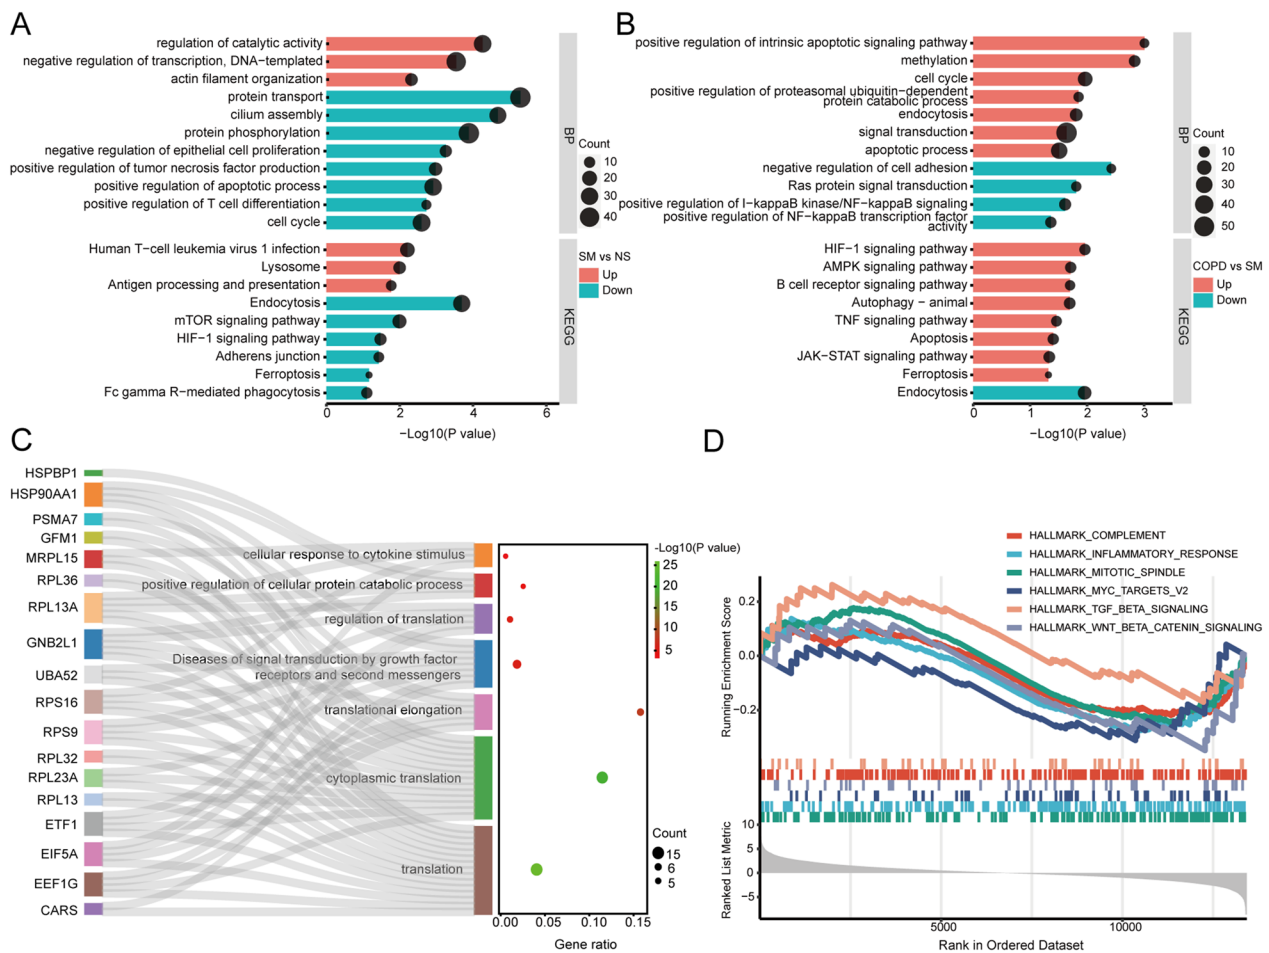 A
regulation of catalytic activity
negative regulation of transcription, DNA−templated
actin filament organization
protein transport
cilium assembly
protein phosphorylation
negative regulation of epithelial cell proliferation
positive regulation of tumor necrosis factor production
positive regulation of apoptotic process
positive regulation of T cell differentiation
cell cycle
BP
Human T−cell leukemia virus 1 infection
Lysosome
Antigen processing and presentation
Endocytosis
mTOR signaling pathway
HIF−1 signaling pathway
Adherens junction
Ferroptosis
Fc gamma R−mediated phagocytosis
KEGG
0 2 4 6
−Log10(P value)
Count
10
20
30
40
SM vs NS
Up
Down
B
positive regulation of intrinsic apoptotic signaling pathway
methylation
cell cycle
positive regulation of proteasomal ubiquitin−dependent
protein catabolic process
endocytosis
signal transduction
apoptotic process
negative regulation of cell adhesion
Ras protein signal transduction
positive regulation of I−kappaB kinase/NF−kappaB signaling
positive regulation of NF−kappaB transcription factor
activity
BP
HIF−1 signaling pathway
AMPK signaling pathway
B cell receptor signaling pathway
Autophagy − animal
TNF signaling pathway
Apoptosis
JAK−STAT signaling pathway
Ferroptosis
Endocytosis
KEGG
0 1 2 3
−Log10(P value)
Count
10
20
30
40
50
COPD vs SM
Up
Down
C
HSPBP1
HSP90AA1
PSMA7
GFM1
MRPL15
RPL36
RPL13A
GNB2L1
UBA52
RPS16
RPS9
RPL32
RPL23A
RPL13
ETF1
EIF5A
EEF1G
CARS
cellular response to cytokine stimulus
positive regulation of cellular protein catabolic process
regulation of translation
Diseases of signal transduction by growth factor
receptors and second messengers
translational elongation
cytoplasmic translation
translation
0.00 0.05 0.10 0.15
Gene ratio
-Log10(P value)
25
20
15
10
5
Count
15
6
5
D
HALLMARK_COMPLEMENT
HALLMARK_INFLAMMATORY_RESPONSE
HALLMARK_MITOTIC_SPINDLE
HALLMARK_MYC_TARGETS_V2
HALLMARK_TGF_BETA_SIGNALING
HALLMARK_WNT_BETA_CATENIN_SIGNALING
Running Enrichment Score
0.2
0.0
−0.2
Ranked List Metric
10
5
0
−5
5000 10000
Rank in Ordered Dataset